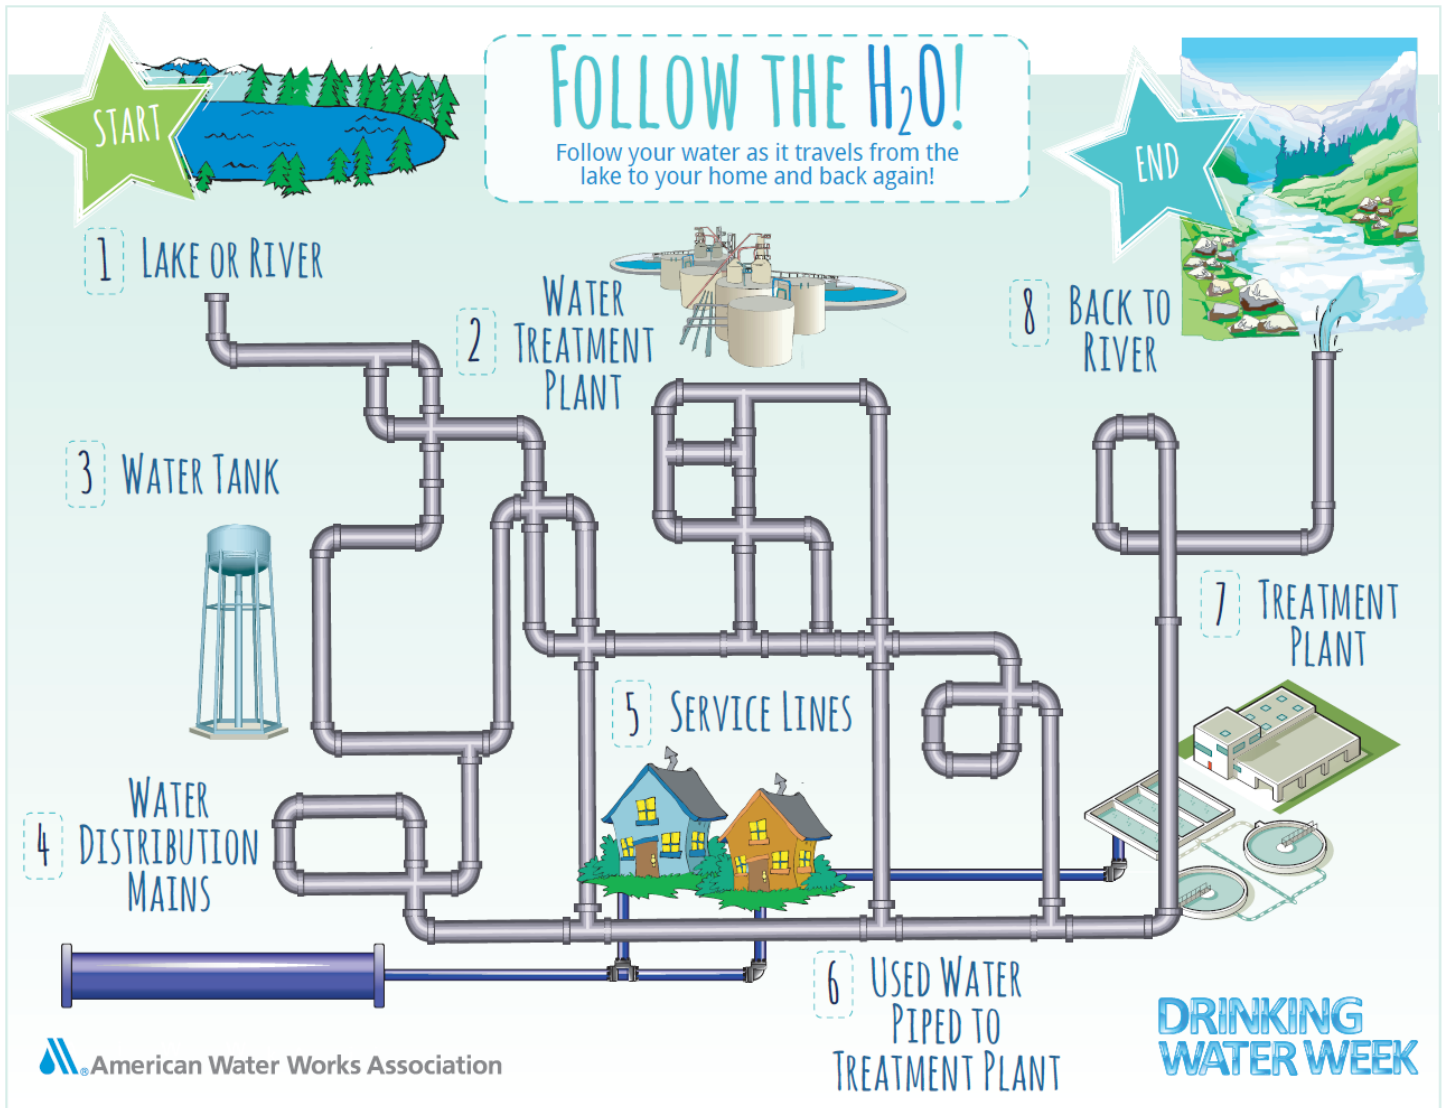 START
FOLLOW THE H₂O!
Follow your water as it travels from the
lake to your home and back again!
END
1 LAKE OR RIVER
2 WATER
TREATMENT
PLANT
3 WATER TANK
4 WATER
DISTRIBUTION
MAINS
5 SERVICE LINES
6 USED WATER
PIPED TO
TREATMENT PLANT
7 TREATMENT
PLANT
8 BACK TO
RIVER
®American Water Works Association
DRINKING
WATER WEEK